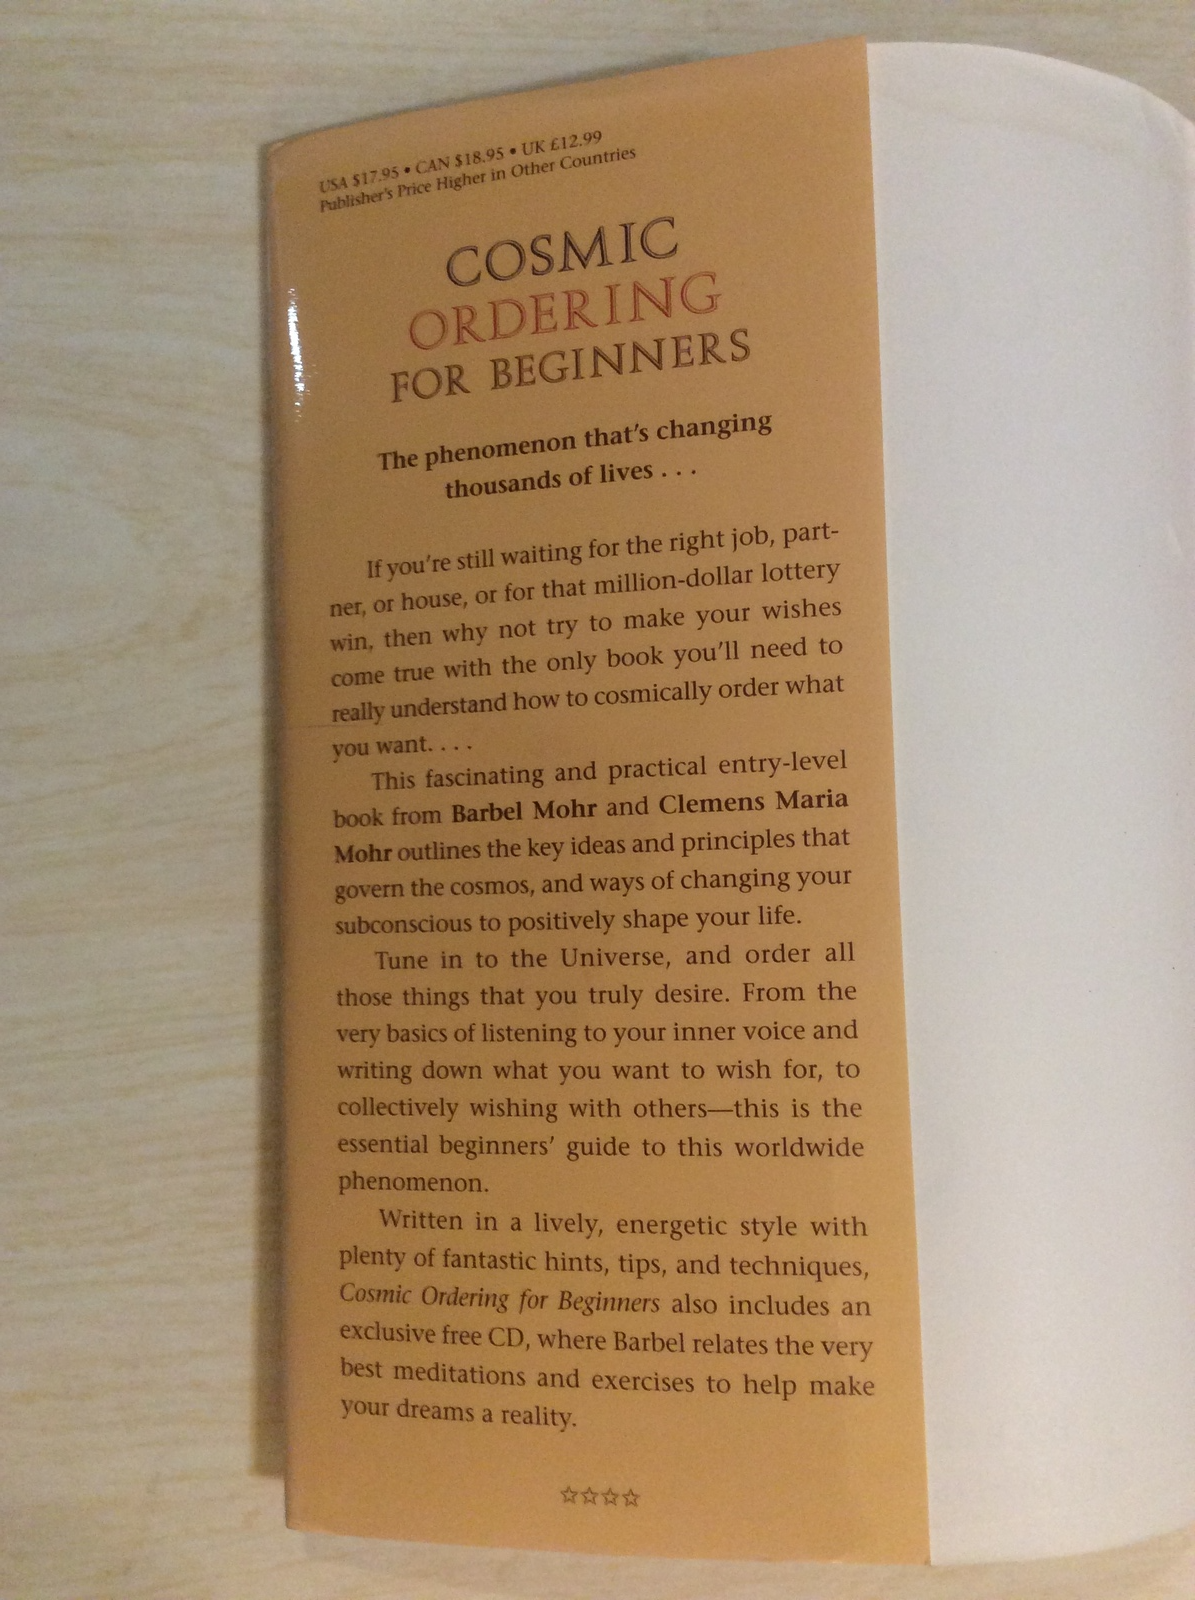 USA $17.95 • CAN $18.95 • UK £12.99
Publisher's Price Higher in Other Countries
COSMIC
ORDERING
FOR BEGINNERS
The phenomenon that's changing
thousands of lives . . .
If you're still waiting for the right job, part-
ner, or house, or for that million-dollar lottery
win, then why not try to make your wishes
come true with the only book you'll need to
really understand how to cosmically order what
you want. . . .
This fascinating and practical entry-level
book from Barbel Mohr and Clemens Maria
Mohr outlines the key ideas and principles that
govern the cosmos, and ways of changing your
subconscious to positively shape your life.
Tune in to the Universe, and order all
those things that you truly desire. From the
very basics of listening to your inner voice and
writing down what you want to wish for, to
collectively wishing with others—this is the
essential beginners' guide to this worldwide
phenomenon.
Written in a lively, energetic style with
plenty of fantastic hints, tips, and techniques,
Cosmic Ordering for Beginners also includes an
exclusive free CD, where Barbel relates the very
best meditations and exercises to help make
your dreams a reality.
☆☆☆☆